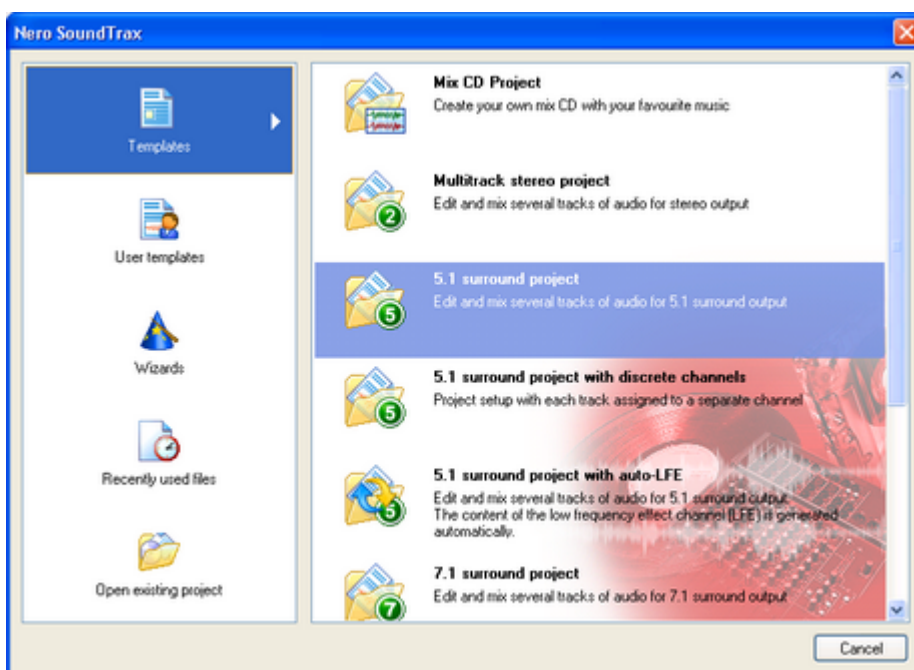 Nero SoundTrax
Templates
User templates
Wizards
Recently used files
Open existing project
Mix CD Project
Create your own mix CD with your favourite music
Multitrack stereo project
Edit and mix several tracks of audio for stereo output
2
5.1 surround project
Edit and mix several tracks of audio for 5.1 surround output
5
5.1 surround project with discrete channels
Project setup with each track assigned to a separate channel
5
5.1 surround project with auto-LFE
Edit and mix several tracks of audio for 5.1 surround output.
The content of the low frequency effect channel (LFE) is generated
automatically.
5
7.1 surround project
Edit and mix several tracks of audio for 7.1 surround output
7
Cancel